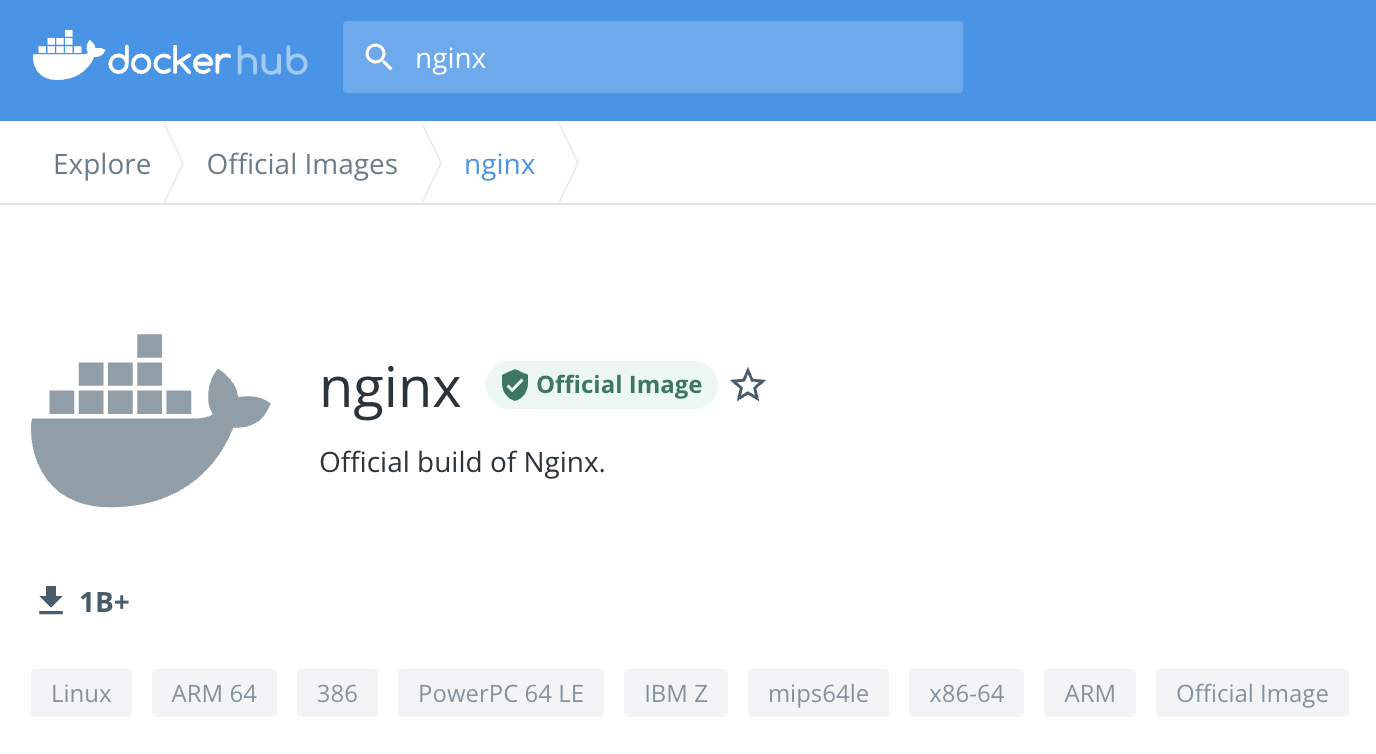 dockerhub
nginx
Explore Official Images nginx
nginx Official Image
Official build of Nginx.
1B+
Linux ARM 64 386 PowerPC 64 LE IBM Z mips64le x86-64 ARM Official Image